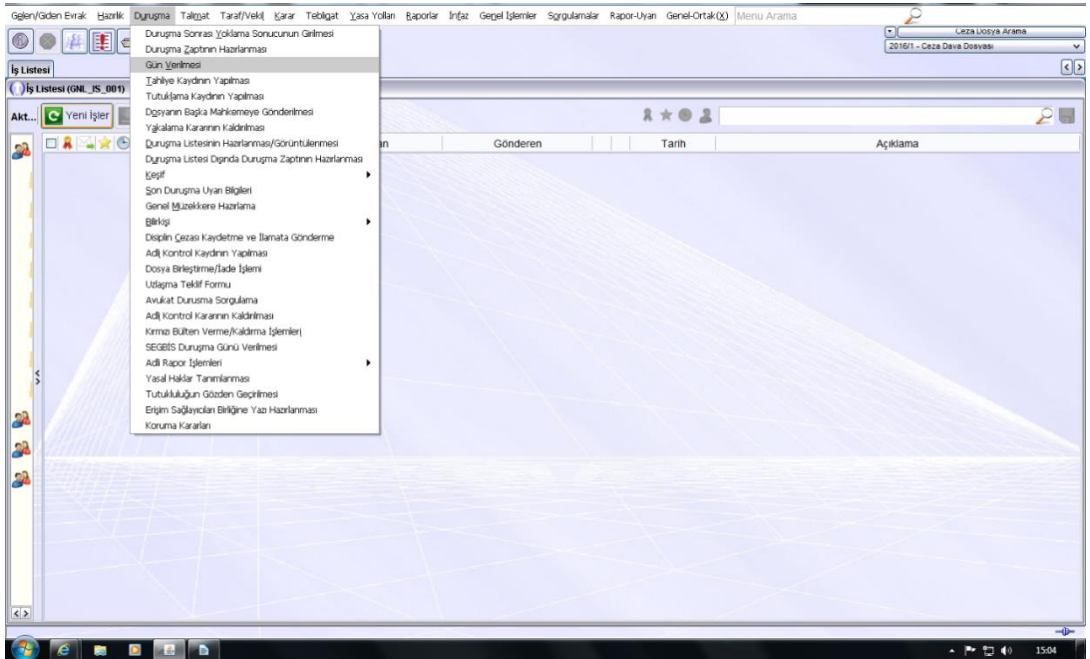 Gelen/Giden Evrak Hazırlık Duruşma Talimat Taraf/Vekil Karar Tebligat Yasa Yolları Raporlar İnfaz Genel İşlemler Sorgulamalar Rapor-Uyarı Genel-Ortak(X) Menu Arama
Ceza Dosya Arama
2016/1 - Ceza Dava Dosyası
İş Listesi
İş Listesi (GNL_IS_001)
Akt... Yeni İşler
an Gönderen Tarih Açıklama
Duruşma Sonrası Yoklama Sonucunun Girilmesi
Duruşma Zaptının Hazırlanması
Gün Verilmesi
Tahliye Kaydının Yapılması
Tutuklama Kaydının Yapılması
Dosyanın Başka Mahkemeye Gönderilmesi
Yakalama Kararının Kaldırılması
Duruşma Listesinin Hazırlanması/Görüntülenmesi
Duruşma Listesi Dışında Duruşma Zaptının Hazırlanması
Keşif
Son Duruşma Uyarı Bilgileri
Genel Müzekkere Hazırlama
Bilirkişi
Disiplin Cezası Kaydetme ve İlamata Gönderme
Adli Kontrol Kaydının Yapılması
Dosya Birleştirme/İade İşlemi
Uzlaşma Teklif Formu
Avukat Durusma Sorgulama
Adli Kontrol Kararının Kaldırılması
Kırmızı Bülten Verme/Kaldırma İşlemleri
SEGBİS Duruşma Günü Verilmesi
Adli Rapor İşlemleri
Yasal Haklar Tanımlanması
Tutukluluğun Gözden Geçirilmesi
Erişim Sağlayıcıları Birliğine Yazı Hazırlanması
Koruma Kararları
15:04